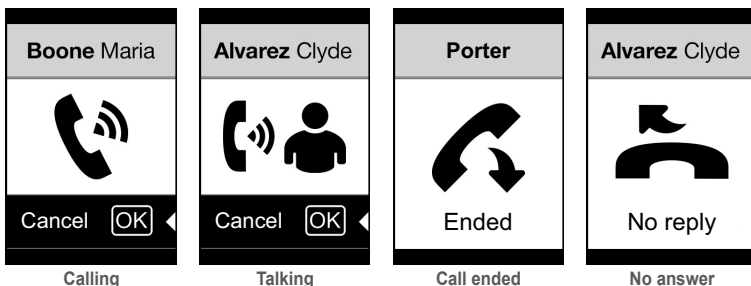 Boone Maria
Cancel OK
Calling
Alvarez Clyde
Cancel OK
Talking
Porter
Ended
Call ended
Alvarez Clyde
No reply
No answer